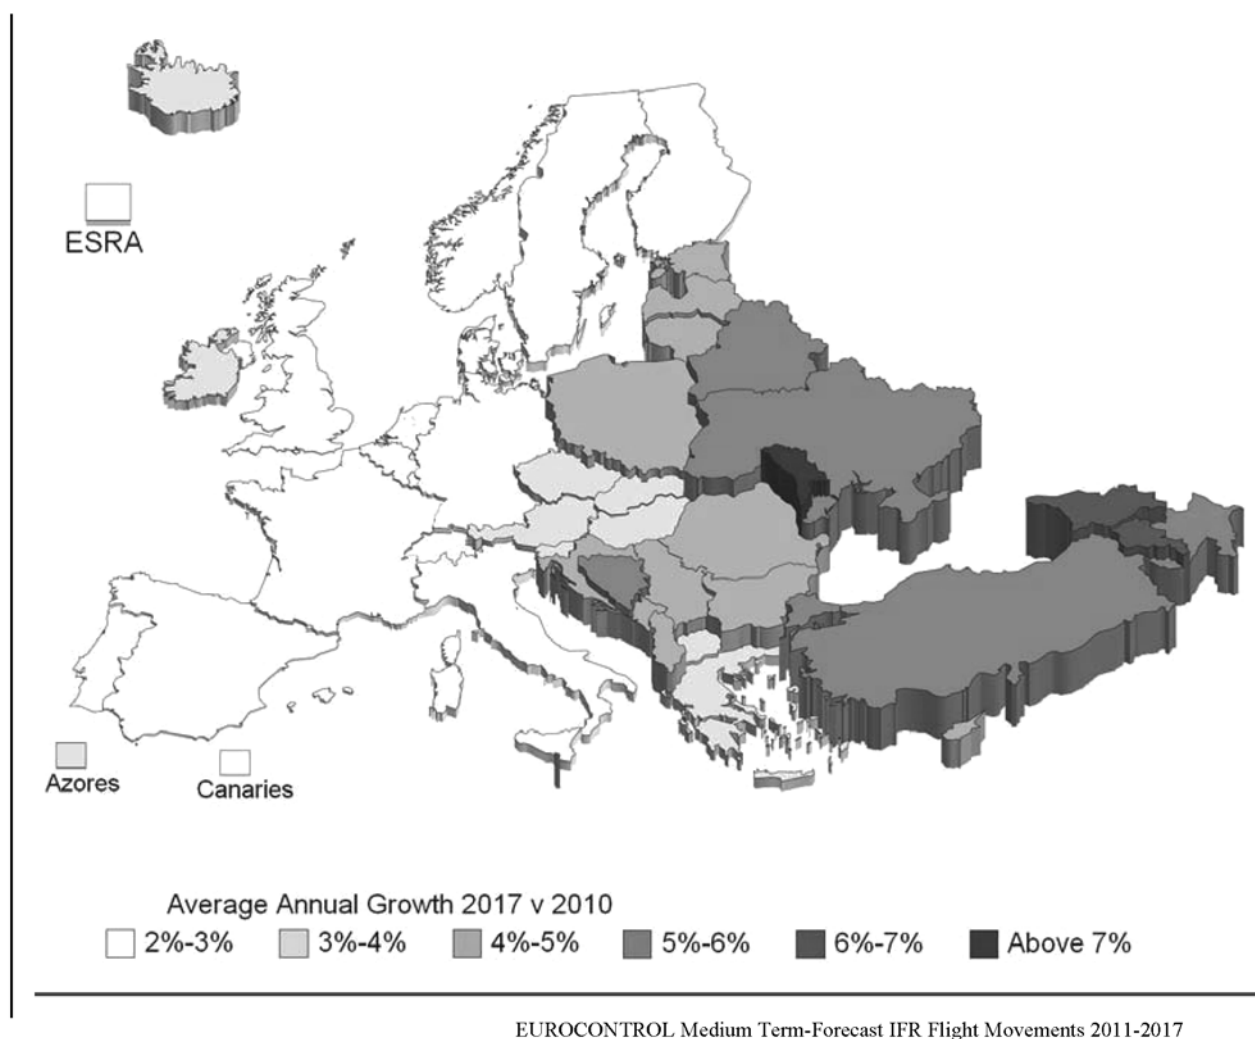 ESRA
Azores
Canaries
Average Annual Growth 2017 v 2010
2%-3% 3%-4% 4%-5% 5%-6% 6%-7% Above 7%
EUROCONTROL Medium Term-Forecast IFR Flight Movements 2011-2017